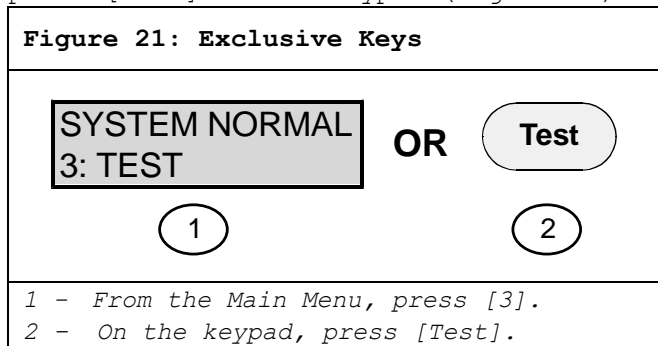 Figure 21: Exclusive Keys
SYSTEM NORMAL
3: TEST
OR
Test
1
2
1 - From the Main Menu, press [3].
2 - On the keypad, press [Test].